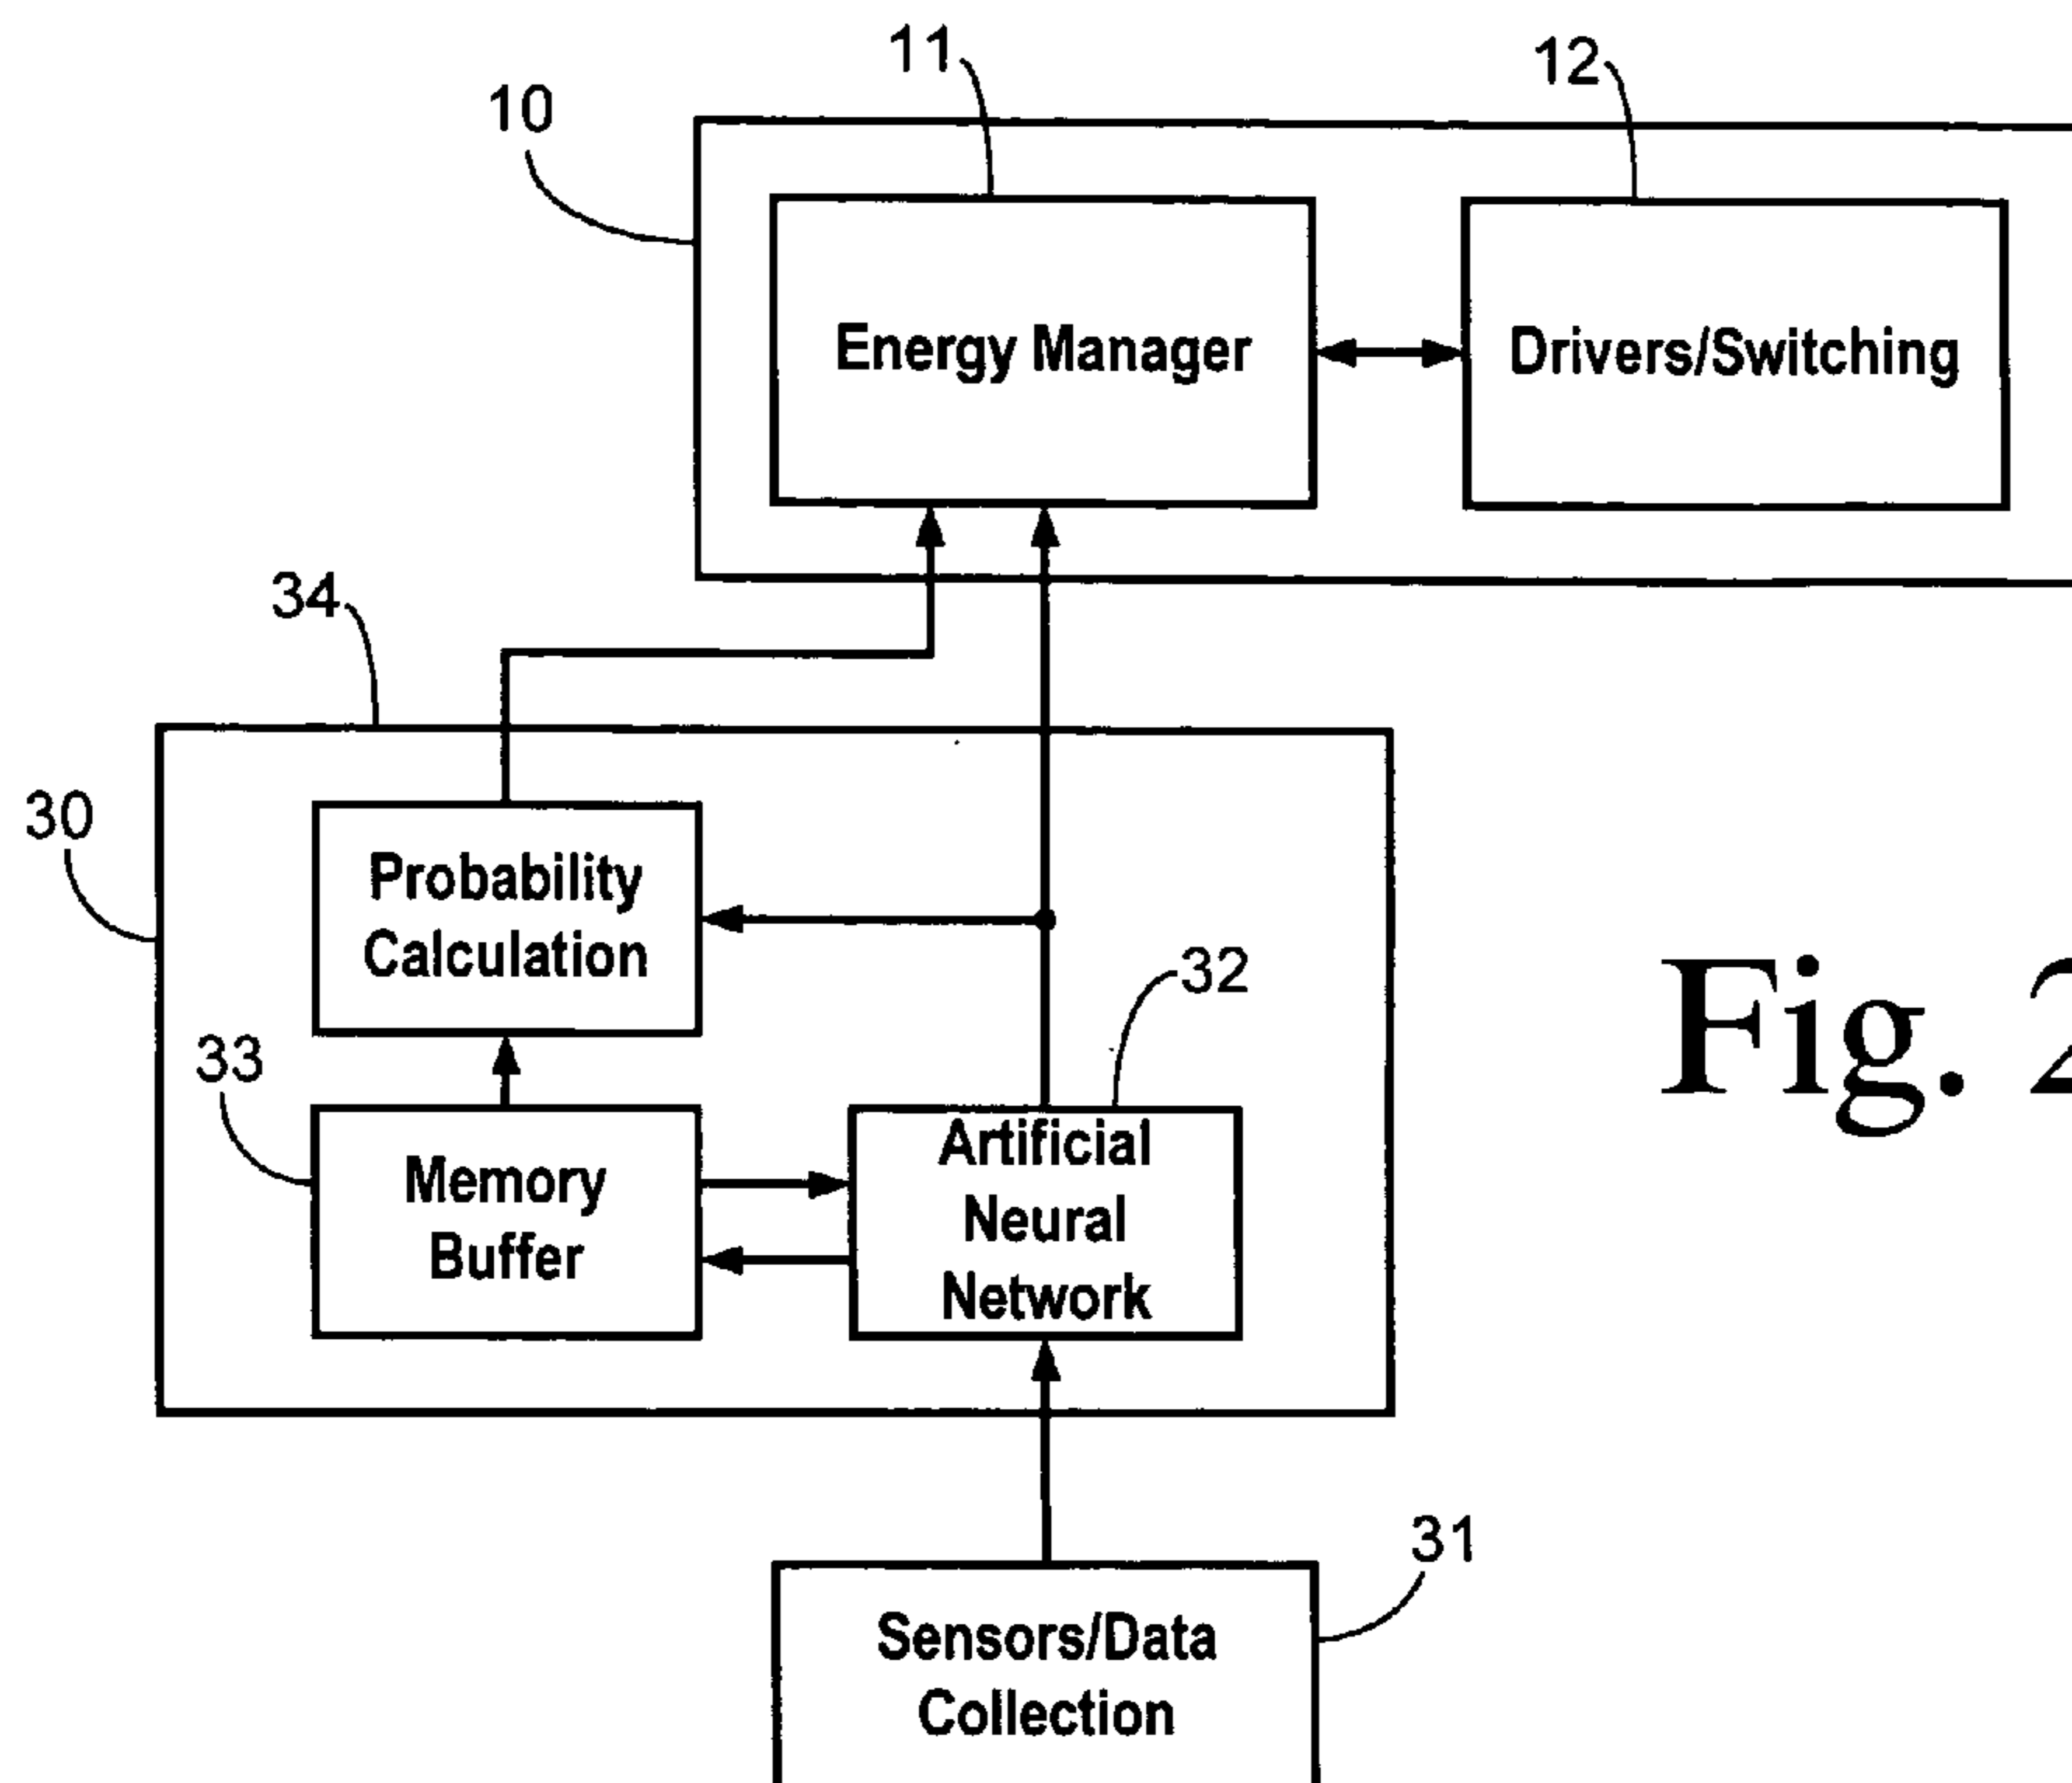 11
12
10
Energy Manager
Drivers/Switching
34
30
Probability
Calculation
32
Fig. 2
33
Memory
Buffer
Artificial
Neural
Network
31
Sensors/Data
Collection